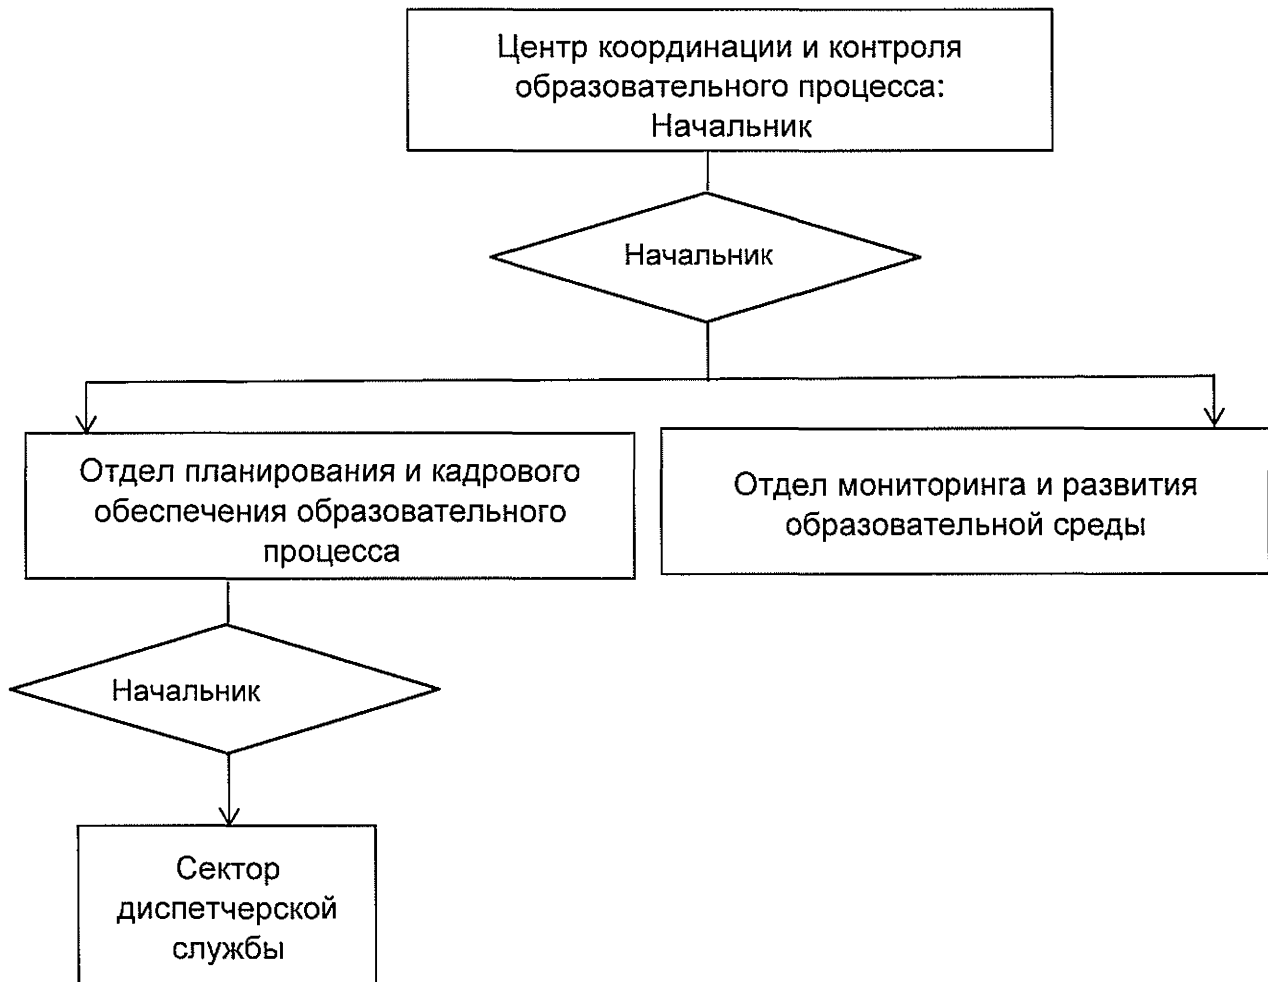 Центр координации и контроля
образовательного процесса:
Начальник
Начальник
Отдел планирования и кадрового
обеспечения образовательного
процесса
Отдел мониторинга и развития
образовательной среды
Начальник
Сектор
диспетчерской
службы